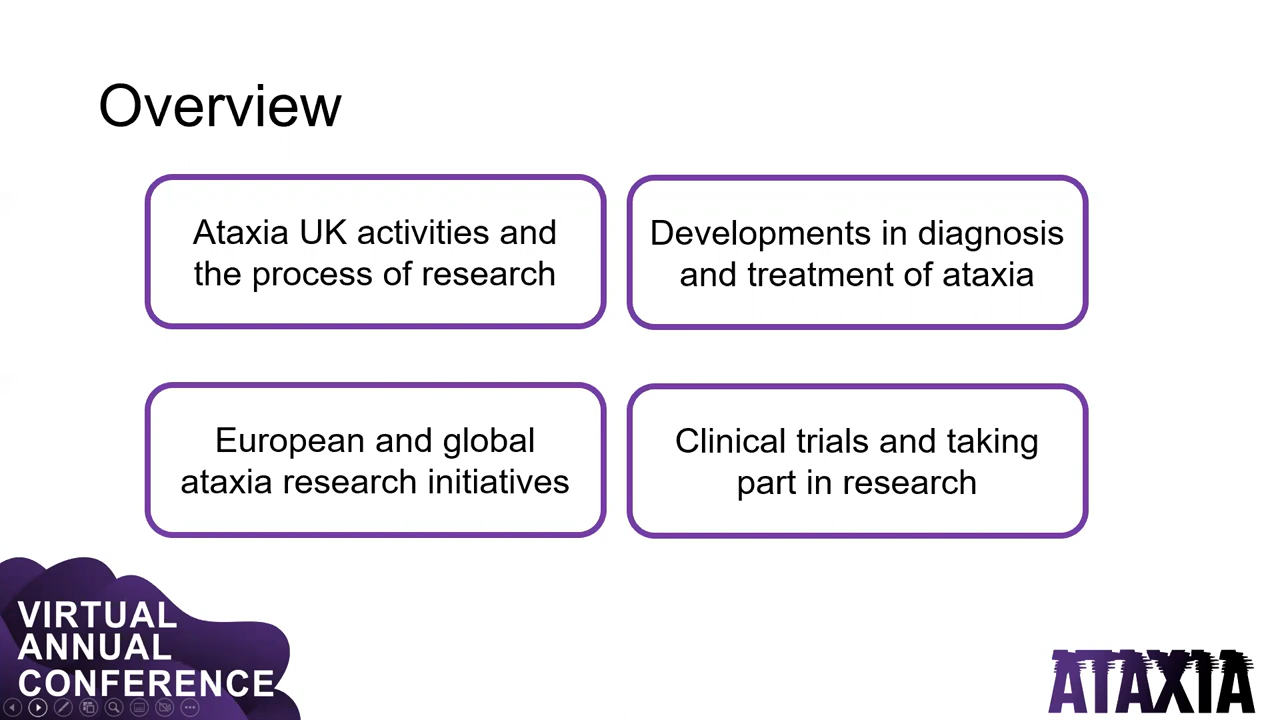 Overview
Ataxia UK activities and
the process of research
Developments in diagnosis
and treatment of ataxia
European and global
ataxia research initiatives
Clinical trials and taking
part in research
VIRTUAL
ANNUAL
CONFERENCE
ATAXIA